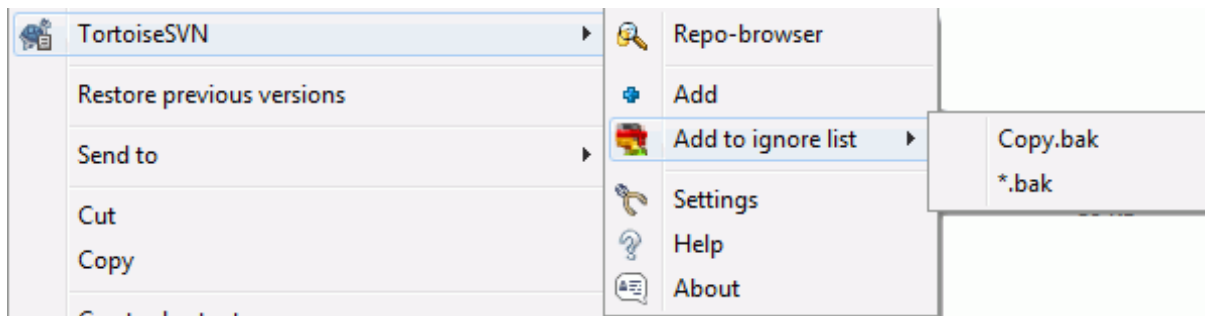 TortoiseSVN
Restore previous versions
Send to
Cut
Copy
Repo-browser
Add
Add to ignore list
Settings
Help
About
Copy.bak
*.bak